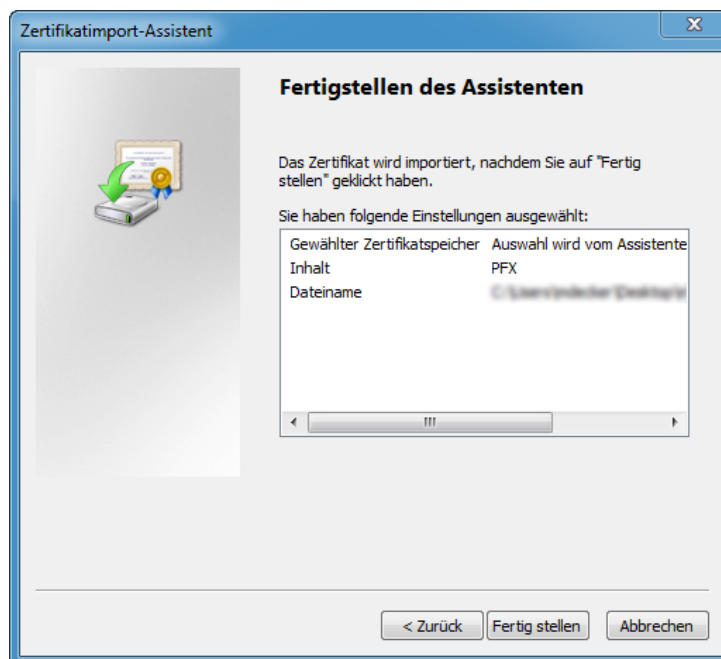 Zertifikatimport-Assistent
Fertigstellen des Assistenten
Das Zertifikat wird importiert, nachdem Sie auf "Fertig
stellen" geklickt haben.
Sie haben folgende Einstellungen ausgewählt:
Gewählter Zertifikatspeicher Auswahl wird vom Assistente
Inhalt PFX
Dateiname
< Zurück Fertig stellen Abbrechen